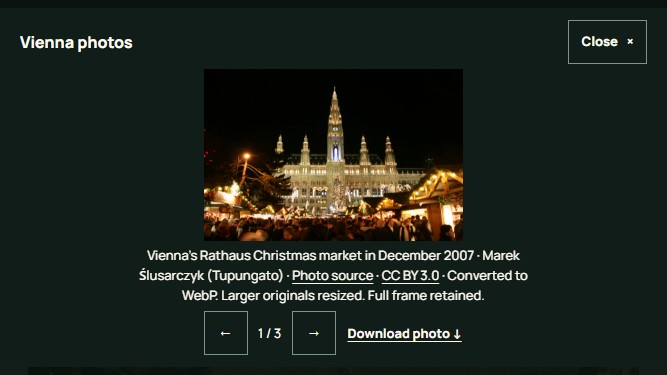 Vienna photos
Close ×
Vienna's Rathaus Christmas market in December 2007 · Marek
Ślusarczyk (Tupungato) · Photo source · CC BY 3.0 · Converted to
WebP. Larger originals resized. Full frame retained.
← 1 / 3 → Download photo ↓